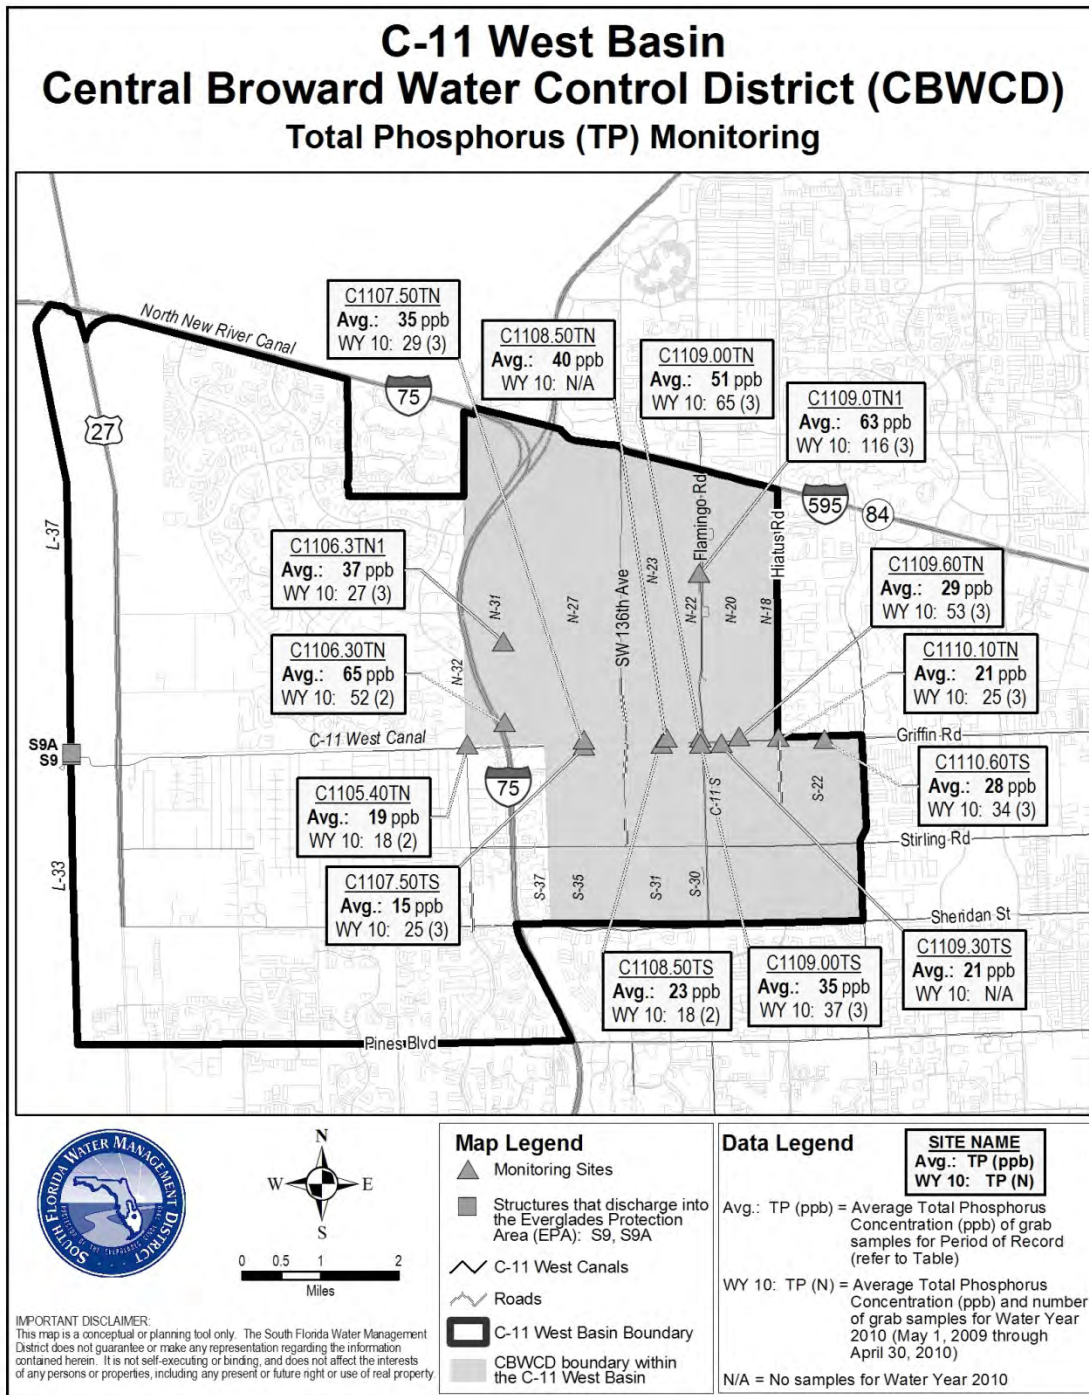 C-11 West Basin
Central Broward Water Control District (CBWCD)
Total Phosphorus (TP) Monitoring
C1107.50TN
Avg.: 35 ppb
WY 10: 29 (3)
C1108.50TN
Avg.: 40 ppb
WY 10: N/A
C1109.00TN
Avg.: 51 ppb
WY 10: 65 (3)
C1109.0TN1
Avg.: 63 ppb
WY 10: 116 (3)
North New River Canal
75
27
595
84
L-37
Flamingo Rd
Hiatus Rd
SW 136th Ave
N-31
N-27
N-23
N-22
N-20
N-18
N-32
C1106.3TN1
Avg.: 37 ppb
WY 10: 27 (3)
C1109.60TN
Avg.: 29 ppb
WY 10: 53 (3)
C1106.30TN
Avg.: 65 ppb
WY 10: 52 (2)
C1110.10TN
Avg.: 21 ppb
WY 10: 25 (3)
S9A
S9
C-11 West Canal
Griffin Rd
75
C1105.40TN
Avg.: 19 ppb
WY 10: 18 (2)
C-11 S
S-22
C1110.60TS
Avg.: 28 ppb
WY 10: 34 (3)
Stirling Rd
L-33
C1107.50TS
Avg.: 15 ppb
WY 10: 25 (3)
S-37
S-35
S-31
S-30
Sheridan St
C1108.50TS
Avg.: 23 ppb
WY 10: 18 (2)
C1109.00TS
Avg.: 35 ppb
WY 10: 37 (3)
C1109.30TS
Avg.: 21 ppb
WY 10: N/A
Pines Blvd
SOUTH FLORIDA WATER MANAGEMENT DISTRICT
N
W
E
S
0 0.5 1 2
Miles
IMPORTANT DISCLAIMER:
This map is a conceptual or planning tool only. The South Florida Water Management
District does not guarantee or make any representation regarding the information
contained herein. It is not self-executing or binding, and does not affect the interests
of any persons or properties, including any present or future right or use of real property.
Map Legend
Monitoring Sites
Structures that discharge into
the Everglades Protection
Area (EPA): S9, S9A
C-11 West Canals
Roads
C-11 West Basin Boundary
CBWCD boundary within
the C-11 West Basin
Data Legend
SITE NAME
Avg.: TP (ppb)
WY 10: TP (N)
Avg.: TP (ppb) = Average Total Phosphorus
Concentration (ppb) of grab
samples for Period of Record
(refer to Table)
WY 10: TP (N) = Average Total Phosphorus
Concentration (ppb) and number
of grab samples for Water Year
2010 (May 1, 2009 through
April 30, 2010)
N/A = No samples for Water Year 2010